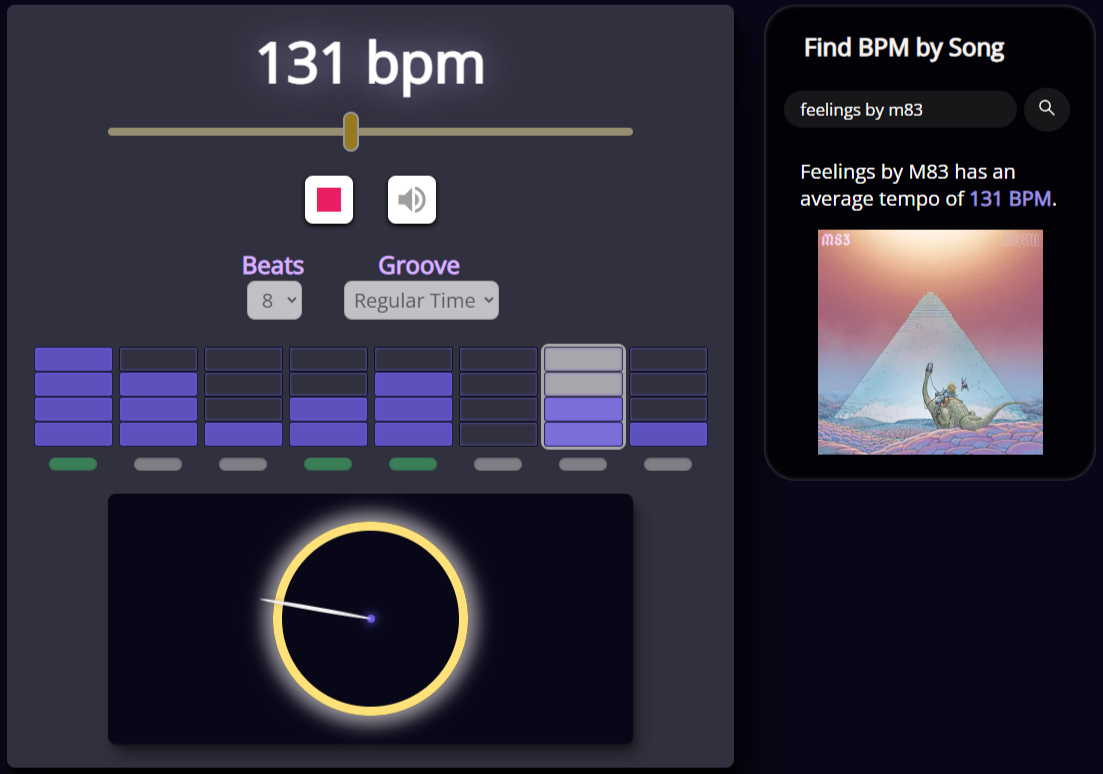 131 bpm
Beats
Groove
8
Regular Time
Find BPM by Song
feelings by m83
Feelings by M83 has an
average tempo of 131 BPM.
M83